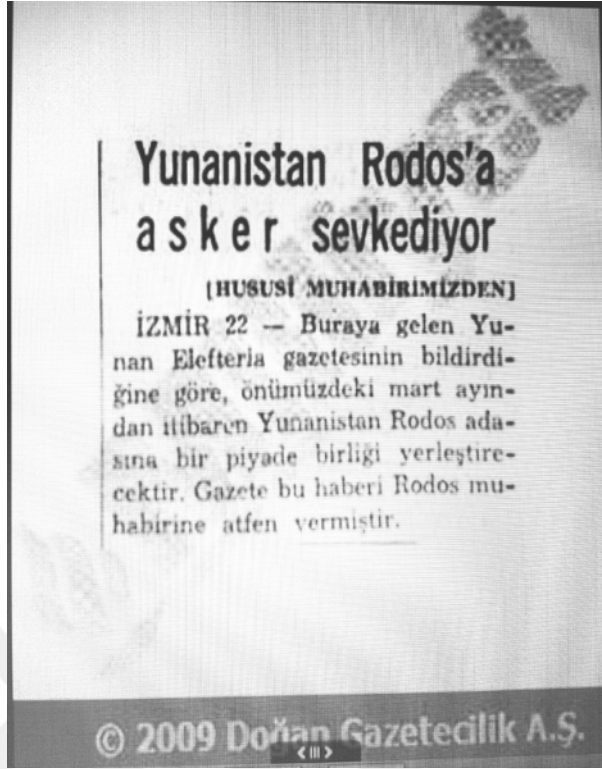 Yunanistan Rodos'a
asker sevkediyor
[HUSUSİ MUHABİRİMİZDEN]
İZMİR 22 — Buraya gelen Yu-
nan Elefteria gazetesinin bildirdi-
ğine göre, önümüzdeki mart ayın-
dan itibaren Yunanistan Rodos ada-
sına bir piyade birliği yerleştire-
cektir. Gazete bu haberi Rodos mu-
habirine atfen vermiştir.
© 2009 Doğan Gazetecilik A.Ş.